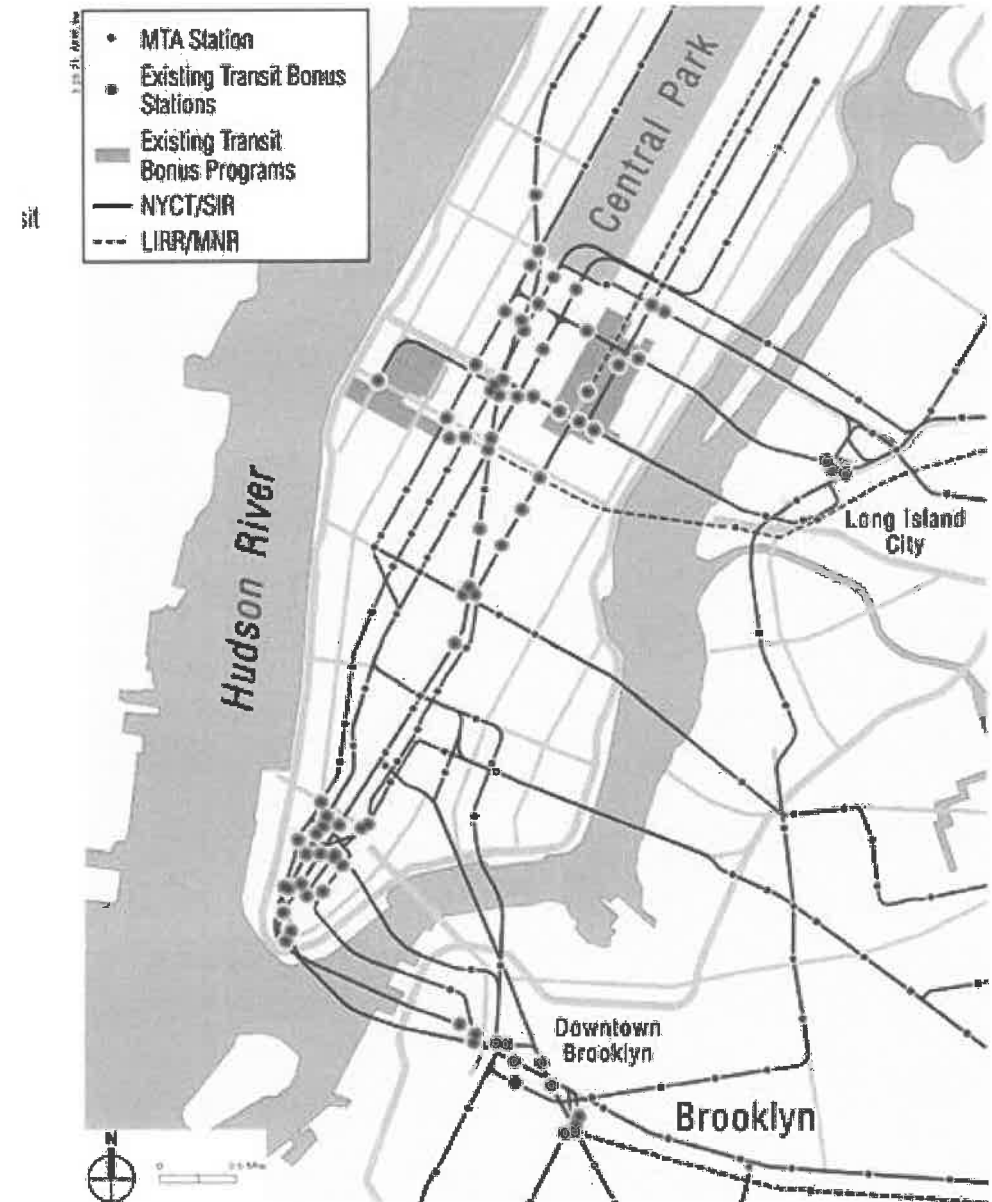 MTA Station
Existing Transit Bonus
Stations
Existing Transit
Bonus Programs
NYCT/SIR
LIRR/MNR
sit
Central Park
Hudson River
Long Island
City
Downtown
Brooklyn
Brooklyn
N
0